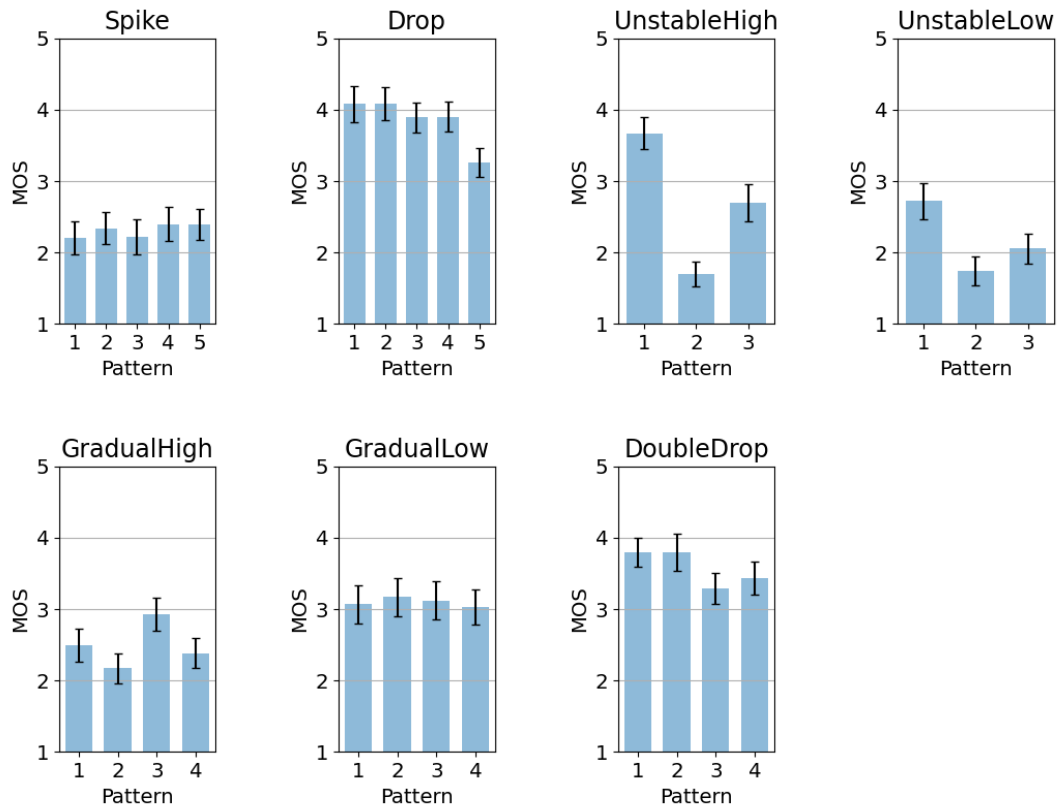 Spike
5
4
3
2
1
MOS
1 2 3 4 5
Pattern
Drop
5
4
3
2
1
MOS
1 2 3 4 5
Pattern
UnstableHigh
5
4
3
2
1
MOS
1 2 3
Pattern
UnstableLow
5
4
3
2
1
MOS
1 2 3
Pattern
GradualHigh
5
4
3
2
1
MOS
1 2 3 4
Pattern
GradualLow
5
4
3
2
1
MOS
1 2 3 4
Pattern
DoubleDrop
5
4
3
2
1
MOS
1 2 3 4
Pattern